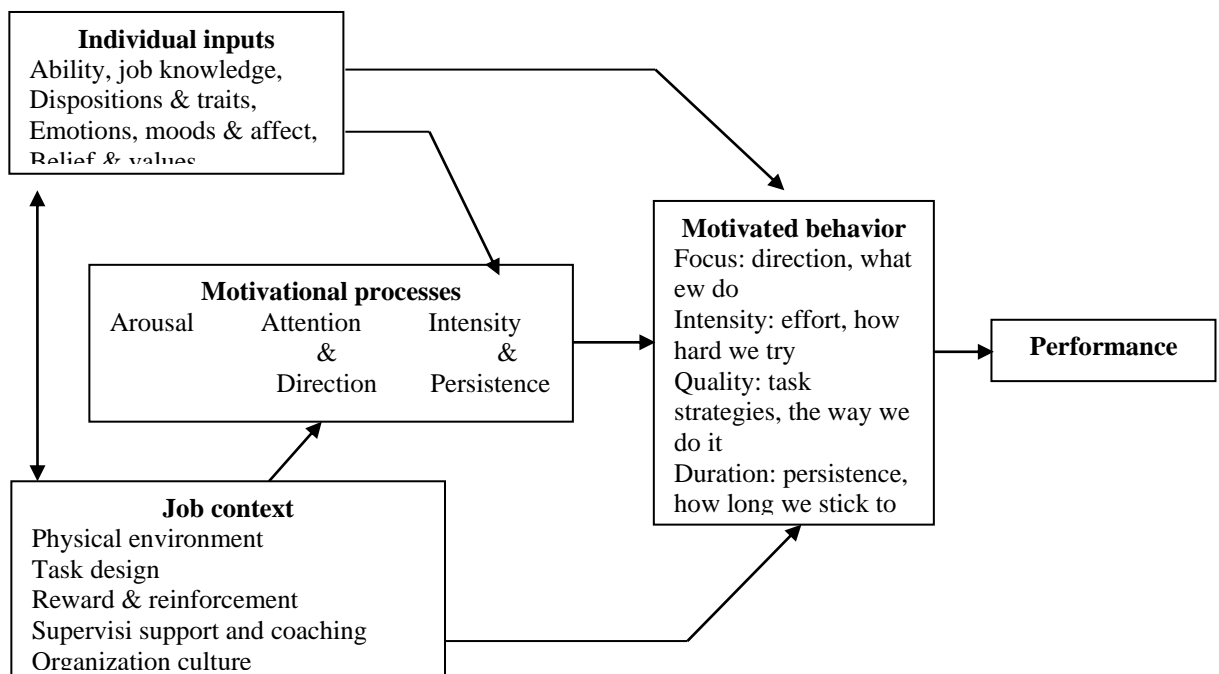 Individual inputs
Ability, job knowledge,
Dispositions & traits,
Emotions, moods & affect,
Belief & values
Motivational processes
Arousal Attention Intensity
& &
Direction Persistence
Job context
Physical environment
Task design
Reward & reinforcement
Supervisi support and coaching
Organization culture
Motivated behavior
Focus: direction, what
ew do
Intensity: effort, how
hard we try
Quality: task
strategies, the way we
do it
Duration: persistence,
how long we stick to
Performance